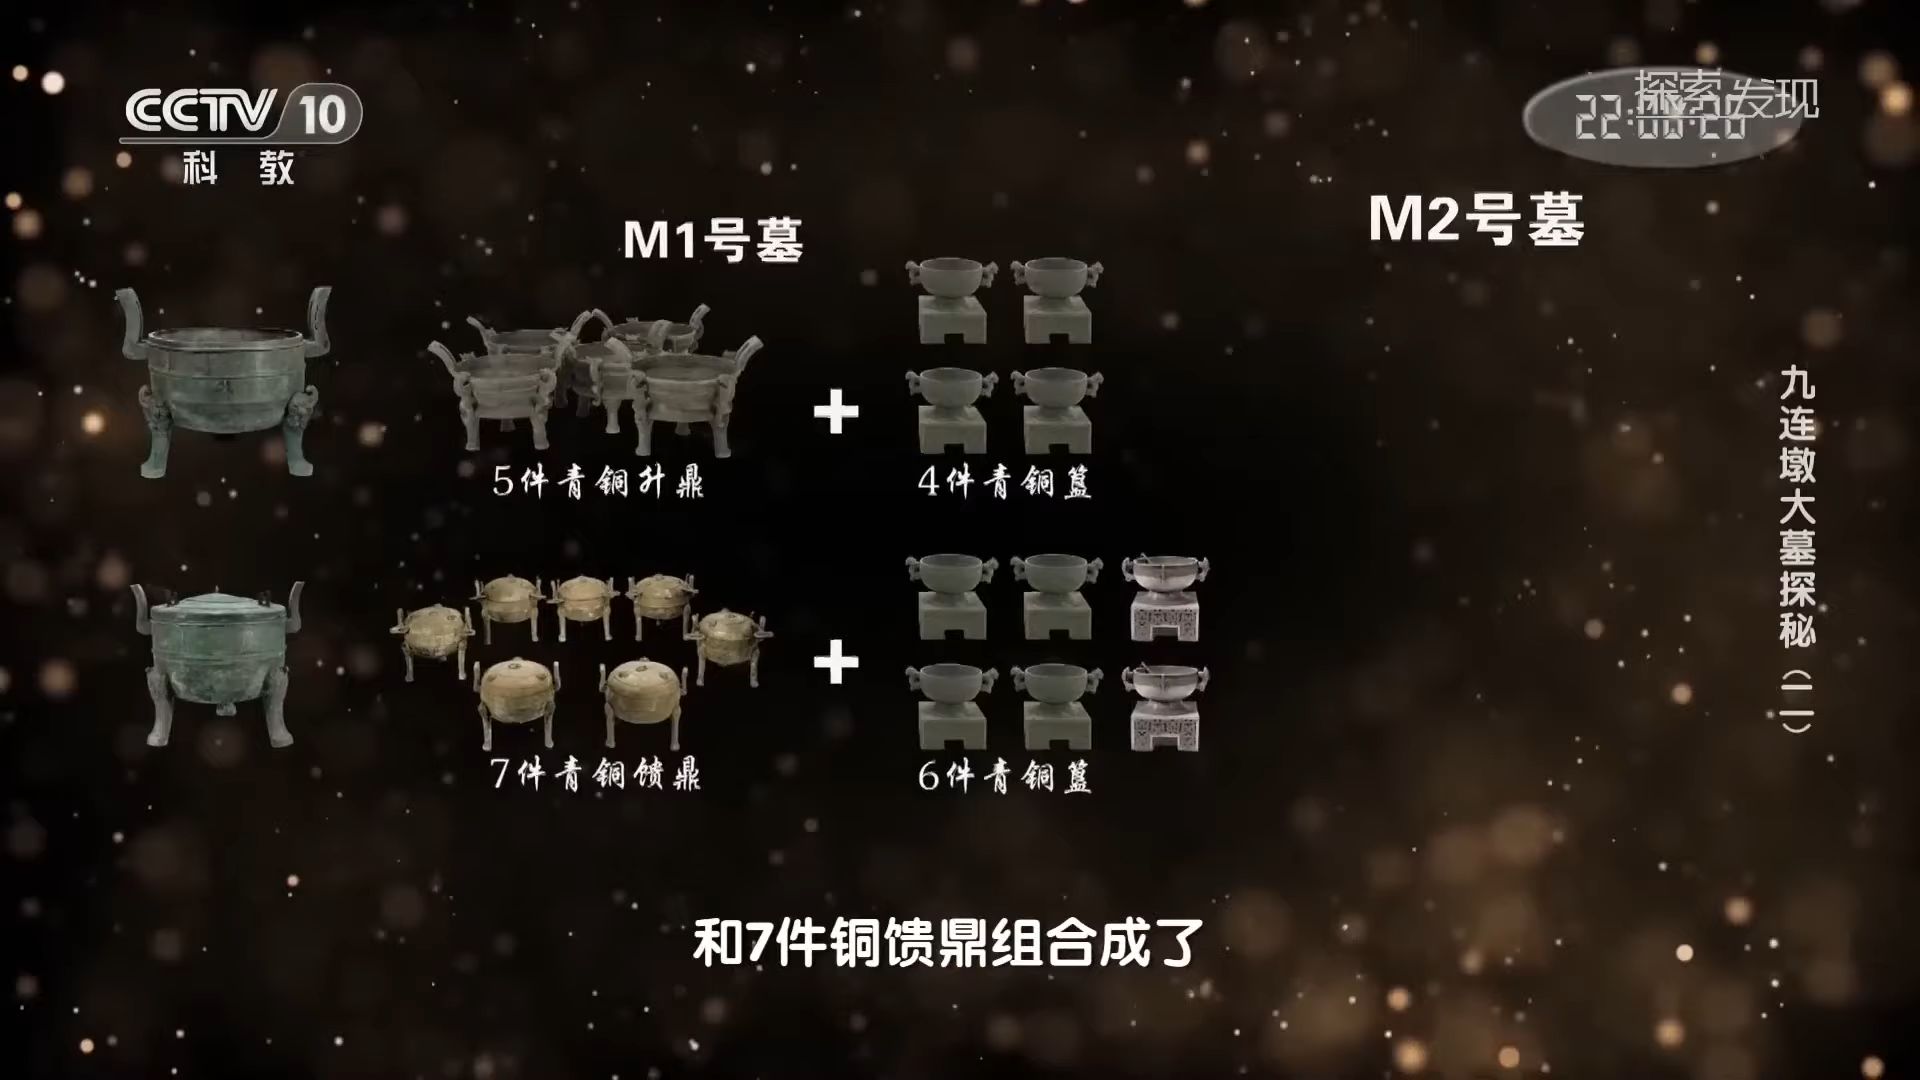 CCTV 10
科 教
探索发现
M1号墓
M2号墓
5件青铜升鼎
4件青铜簋
7件青铜馈鼎
6件青铜簋
九连墩大墓探秘（二）
和7件铜馈鼎组合成了